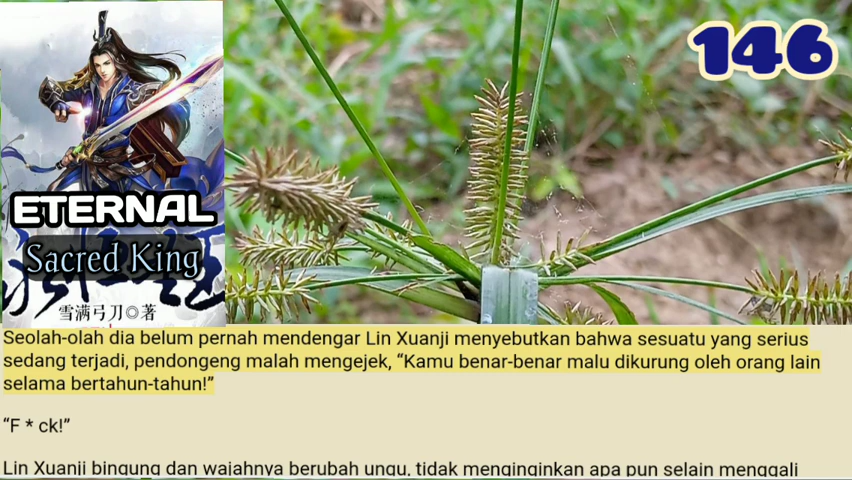 146
ETERNAL
Sacred King
雪满弓刀◎著
Seolah-olah dia belum pernah mendengar Lin Xuanji menyebutkan bahwa sesuatu yang serius
sedang terjadi, pendongeng malah mengejek, “Kamu benar-benar malu dikurung oleh orang lain
selama bertahun-tahun!”
“F * ck!”
Lin Xuanji bingung dan wajahnya berubah ungu, tidak menginginkan apa pun selain menggali